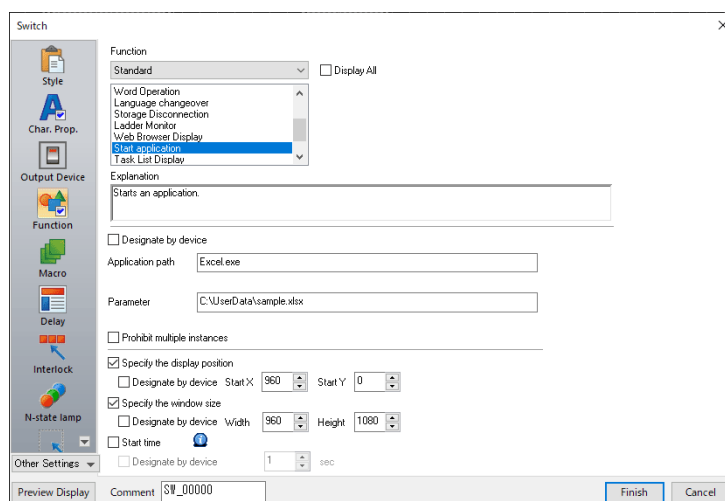 Switch
Style
Char. Prop.
Output Device
Function
Macro
Delay
Interlock
N-state lamp
Other Settings
Function
Standard
Display All
Word Operation
Language changeover
Storage Disconnection
Ladder Monitor
Web Browser Display
Start application
Task List Display
Explanation
Starts an application.
Designate by device
Application path Excel.exe
Parameter C:\UserData\sample.xlsx
Prohibit multiple instances
Specify the display position
Designate by device Start X 960 Start Y 0
Specify the window size
Designate by device Width 960 Height 1080
Start time
Designate by device 1 sec
Preview Display Comment SW_00000 Finish Cancel